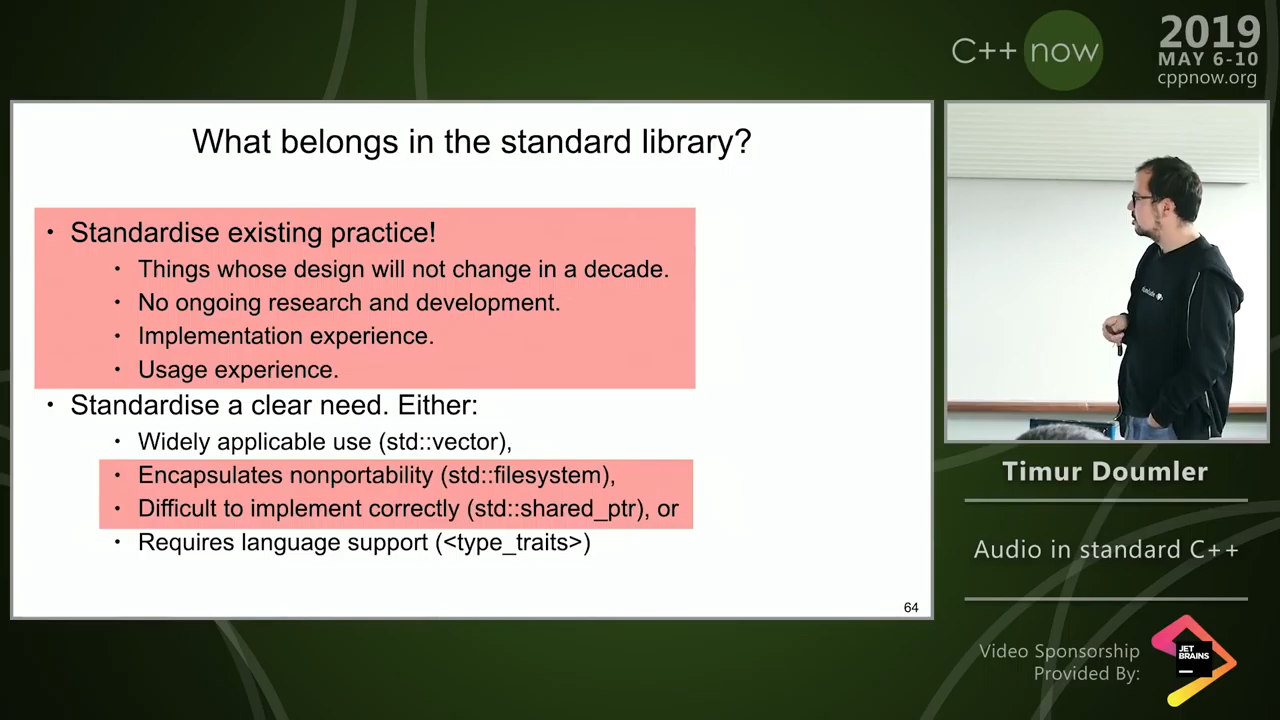 C++ now
2019
MAY 6-10
cppnow.org
What belongs in the standard library?
• Standardise existing practice!
• Things whose design will not change in a decade.
• No ongoing research and development.
• Implementation experience.
• Usage experience.
• Standardise a clear need. Either:
• Widely applicable use (std::vector),
• Encapsulates nonportability (std::filesystem),
• Difficult to implement correctly (std::shared_ptr), or
• Requires language support (<type_traits>)
64
Timur Doumler
Audio in standard C++
Video Sponsorship
Provided By:
JET
BRAINS